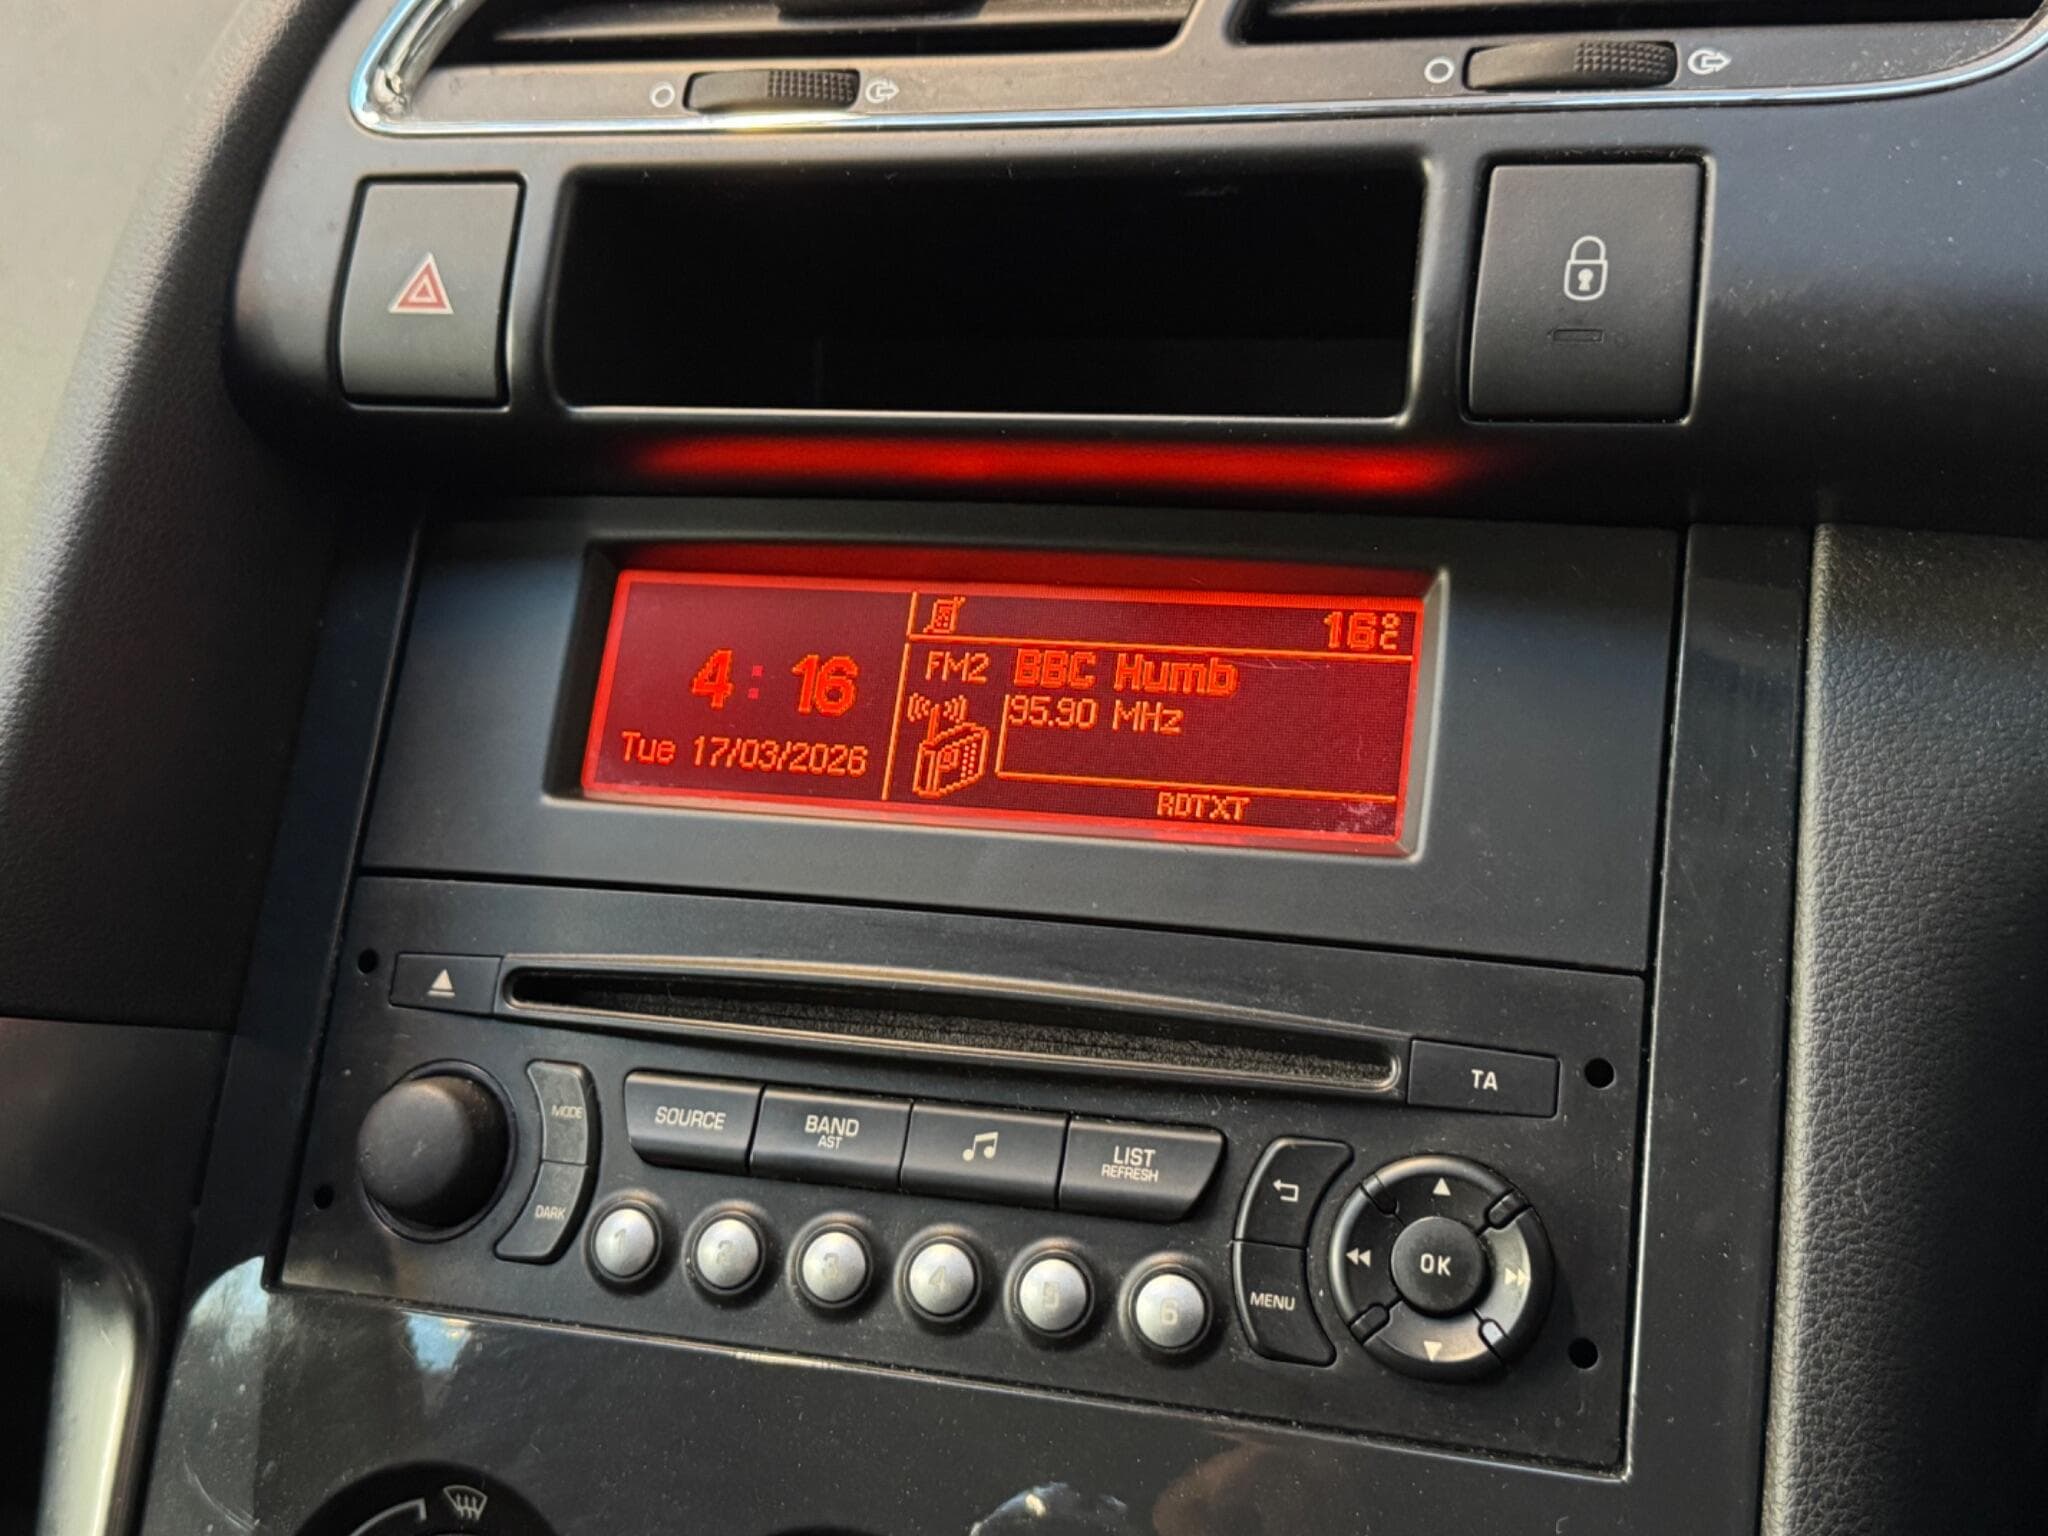 4:16
Tue 17/03/2026
16°C
FM2 BBC Humb
95.90 MHz
RDTXT
TA
MODE
DARK
SOURCE
BAND
AST
LIST
REFRESH
1 2 3 4 5 6
MENU
OK